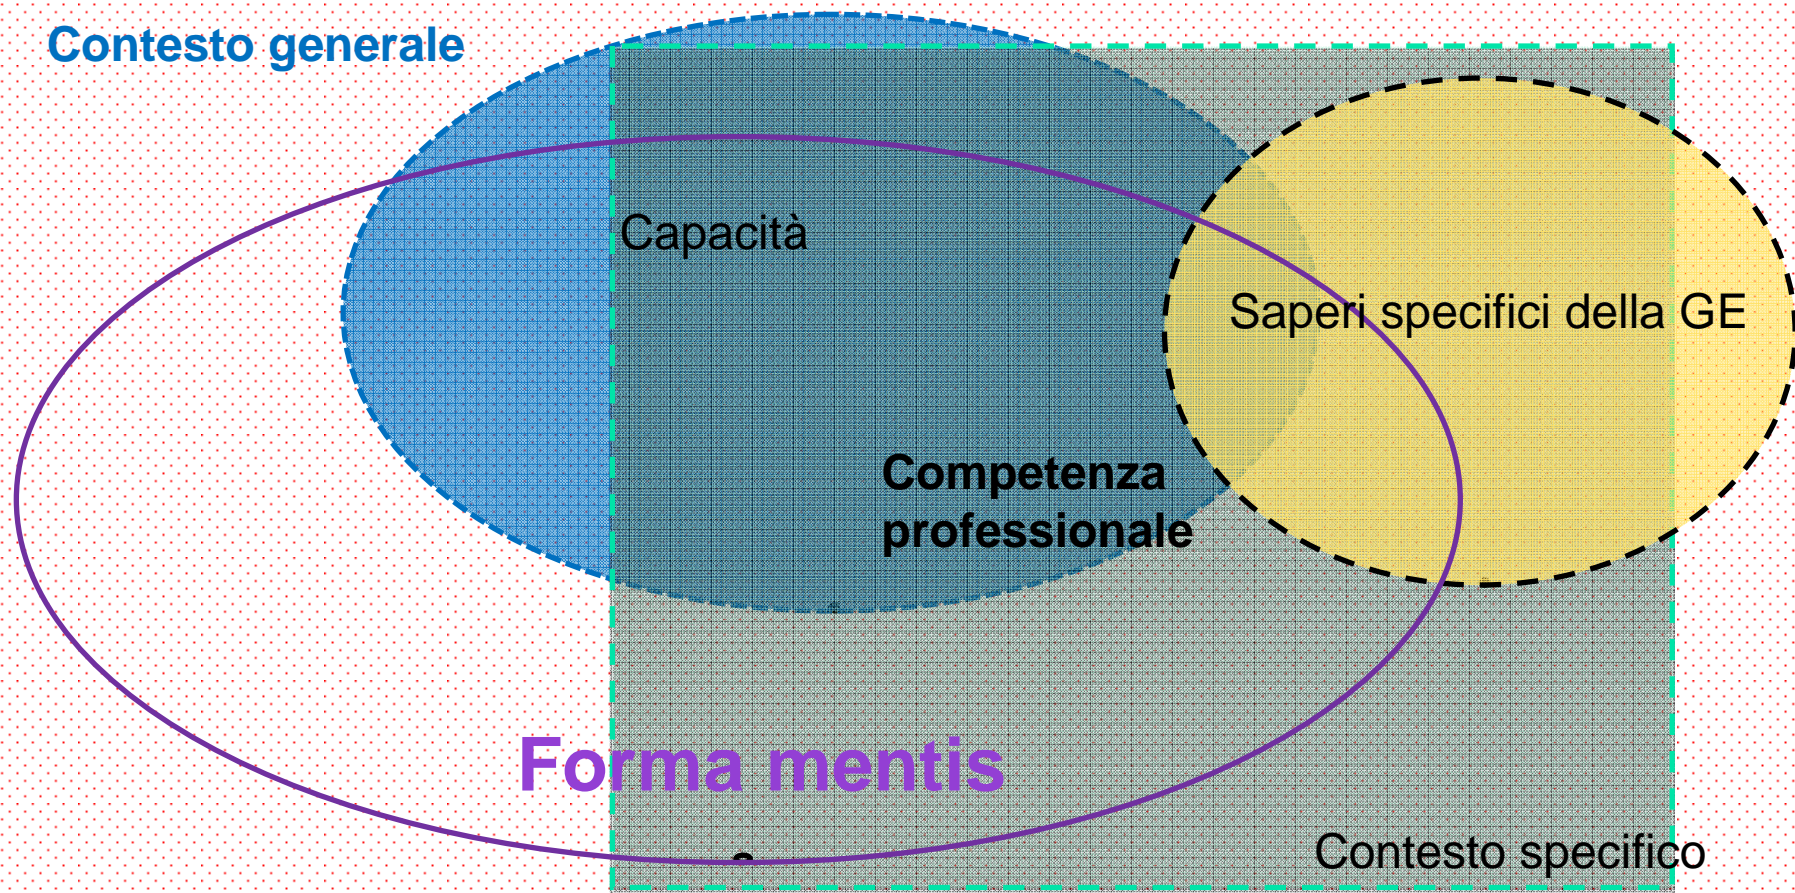 Contesto generale
Capacità
Saperi specifici della GE
Competenza
professionale
Forma mentis
Contesto specifico